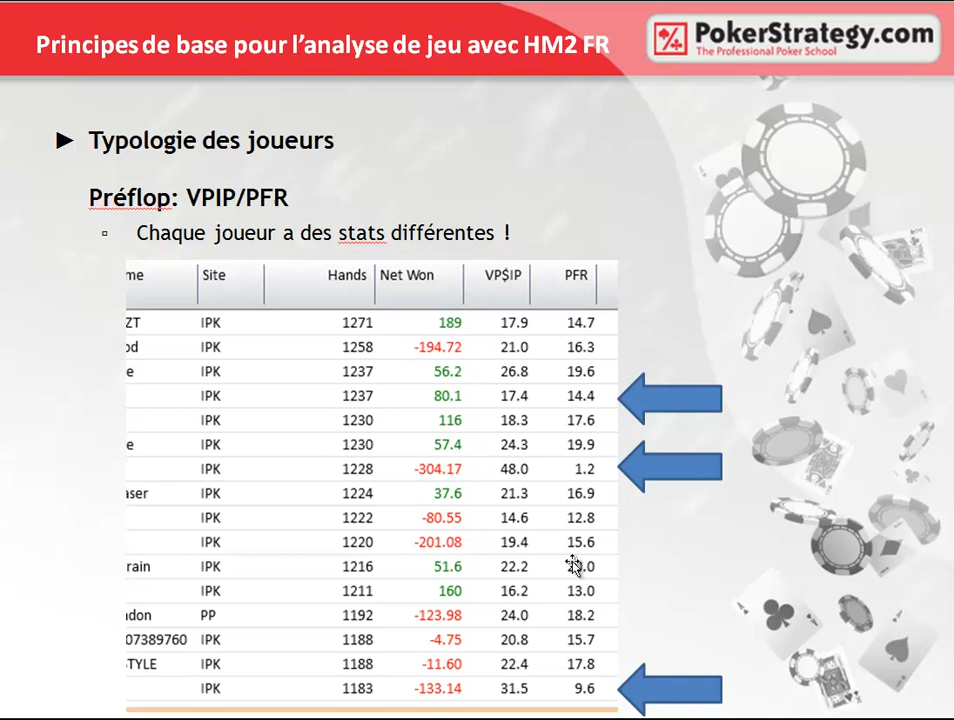 Principes de base pour l'analyse de jeu avec HM2 FR
PokerStrategy.com
The Professional Poker School
► Typologie des joueurs
Préflop: VPIP/PFR
▫ Chaque joueur a des stats différentes !
me Site Hands Net Won VP$IP PFR
ZT IPK 1271 189 17.9 14.7
od IPK 1258 -194.72 21.0 16.3
e IPK 1237 56.2 26.8 19.6
IPK 1237 80.1 17.4 14.4
IPK 1230 116 18.3 17.6
e IPK 1230 57.4 24.3 19.9
IPK 1228 -304.17 48.0 1.2
aser IPK 1224 37.6 21.3 16.9
IPK 1222 -80.55 14.6 12.8
IPK 1220 -201.08 19.4 15.6
rain IPK 1216 51.6 22.2
IPK 1211 160 16.2 13.0
ndon PP 1192 -123.98 24.0 18.2
07389760 IPK 1188 -4.75 20.8 15.7
STYLE IPK 1188 -11.60 22.4 17.8
IPK 1183 -133.14 31.5 9.6